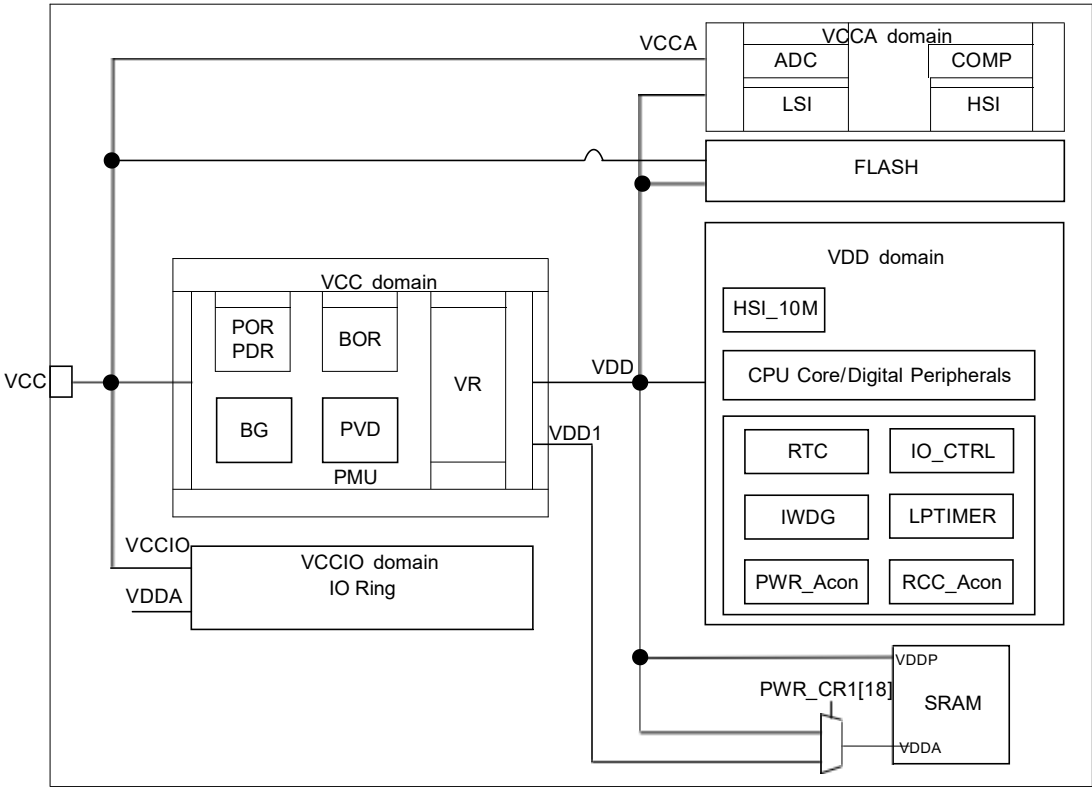 VCCA
VCCA domain
ADC
COMP
LSI
HSI
FLASH
VDD domain
HSI_10M
CPU Core/Digital Peripherals
RTC
IO_CTRL
IWDG
LPTIMER
PWR_Acon
RCC_Acon
VCC
VCC domain
POR
PDR
BOR
VR
BG
PVD
PMU
VDD
VDD1
VCCIO
VDDA
VCCIO domain
IO Ring
PWR_CR1[18]
VDDP
SRAM
VDDA